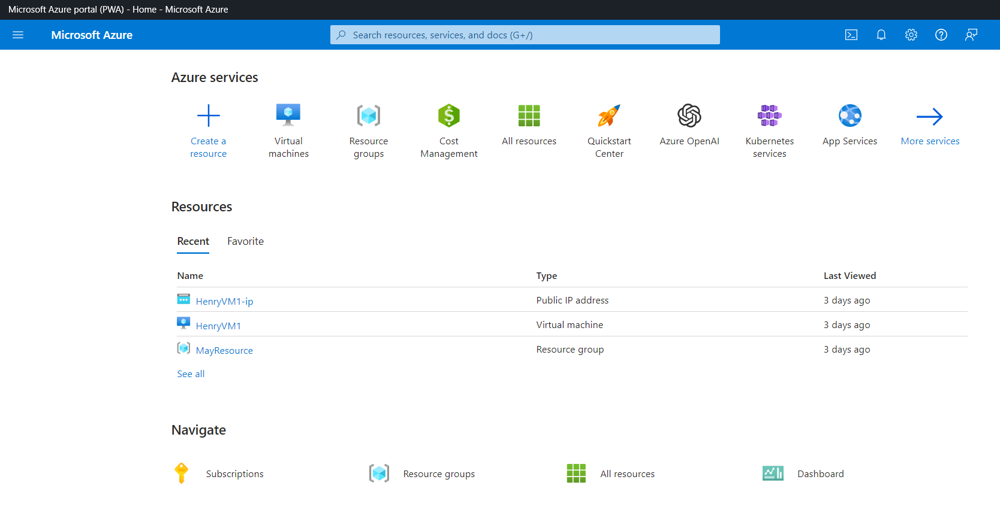 Microsoft Azure portal (PWA) - Home - Microsoft Azure
Microsoft Azure
Search resources, services, and docs (G+/)
Azure services
Create a resource
Virtual machines
Resource groups
Cost Management
All resources
Quickstart Center
Azure OpenAI
Kubernetes services
App Services
More services
Resources
Recent Favorite
Name Type Last Viewed
HenryVM1-ip Public IP address 3 days ago
HenryVM1 Virtual machine 3 days ago
MayResource Resource group 3 days ago
See all
Navigate
Subscriptions Resource groups All resources Dashboard